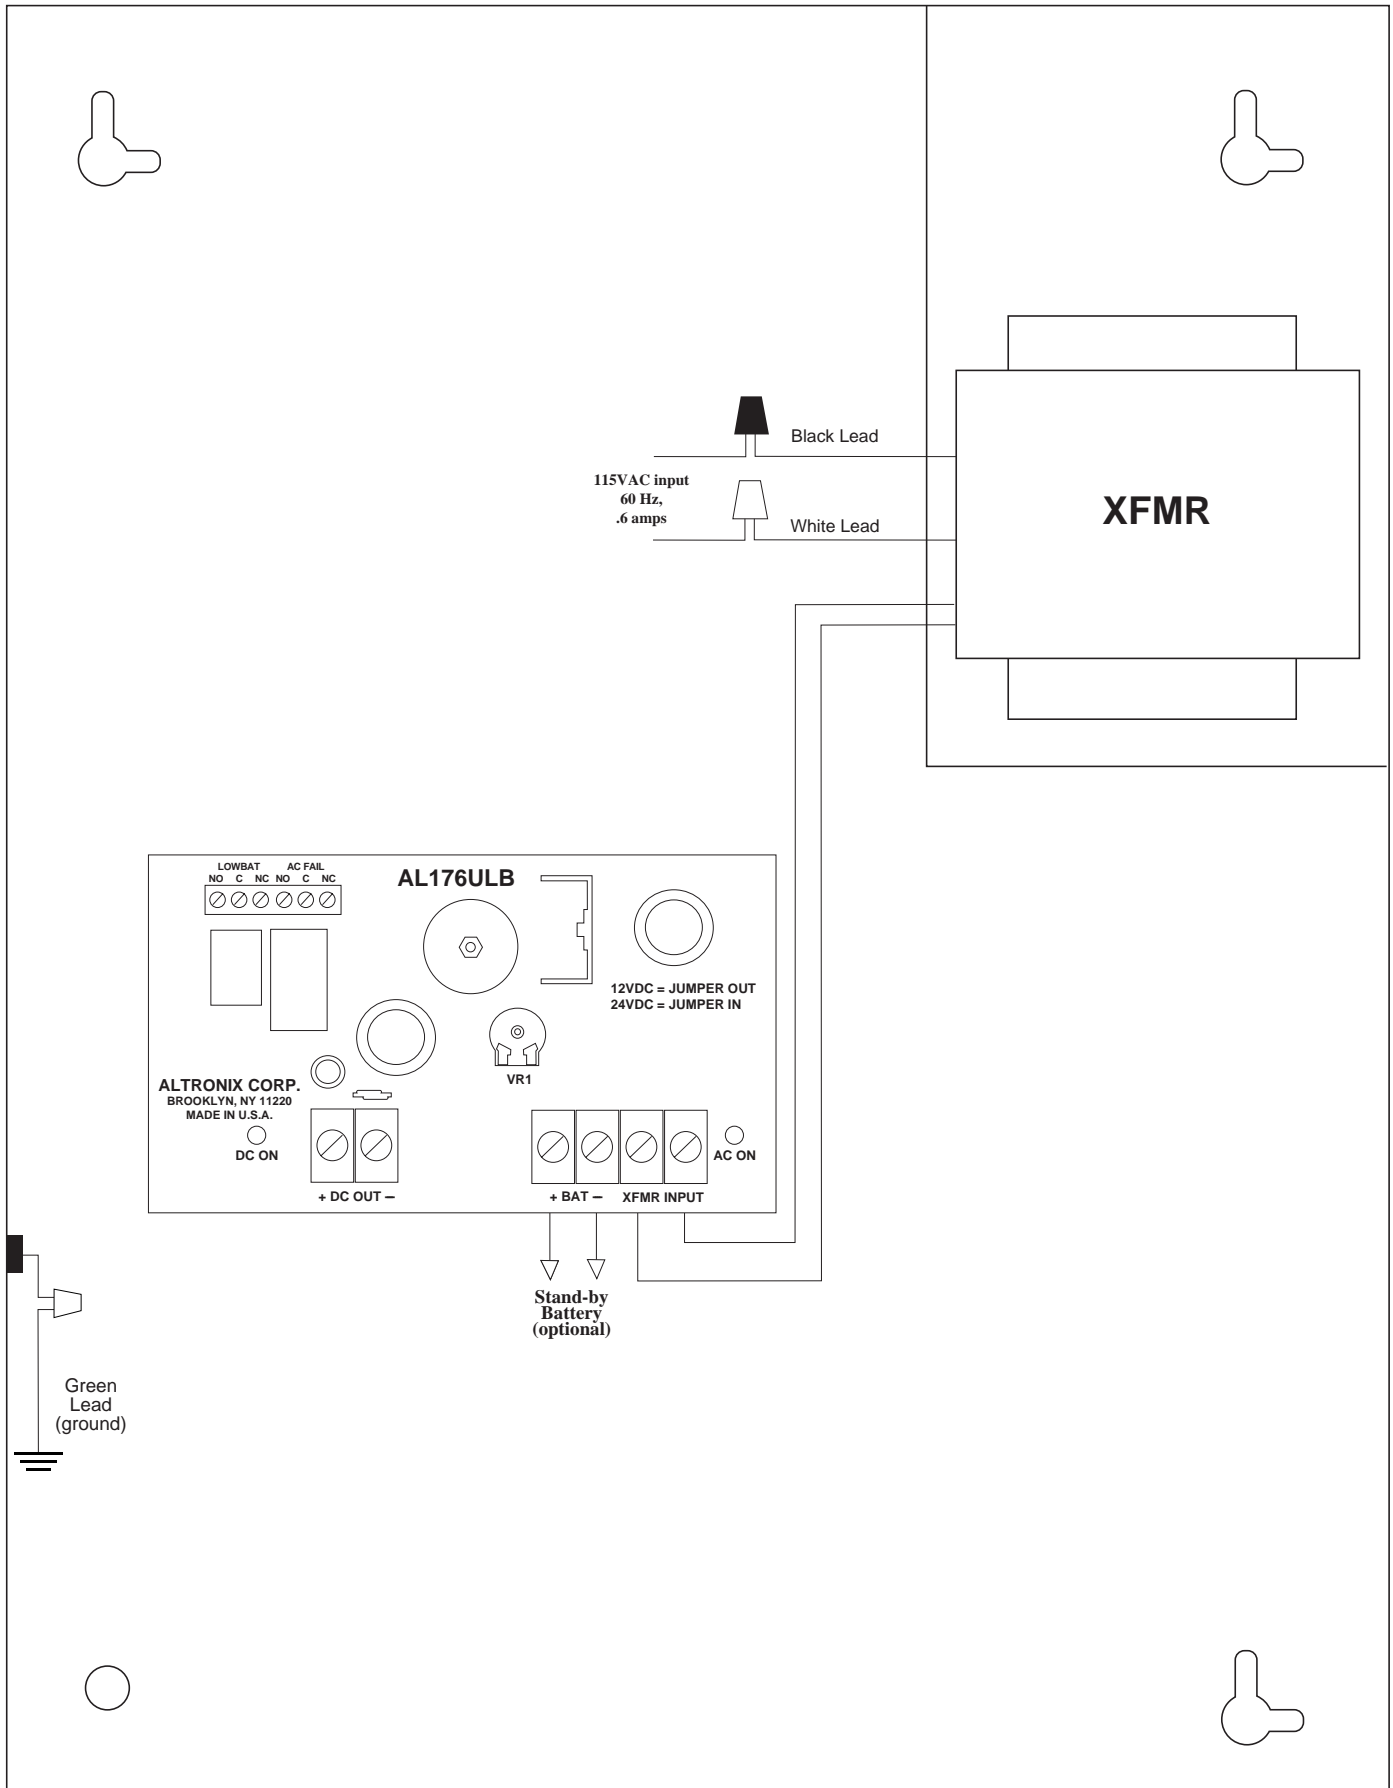 Black Lead
115VAC input
60 Hz,
.6 amps
White Lead
XFMR
LOWBAT AC FAIL
NO C NC NO C NC
AL176ULB
12VDC = JUMPER OUT
24VDC = JUMPER IN
VR1
ALTRONIX CORP.
BROOKLYN, NY 11220
MADE IN U.S.A.
DC ON
AC ON
+ DC OUT –
+ BAT –
XFMR INPUT
Stand-by
Battery
(optional)
Green
Lead
(ground)